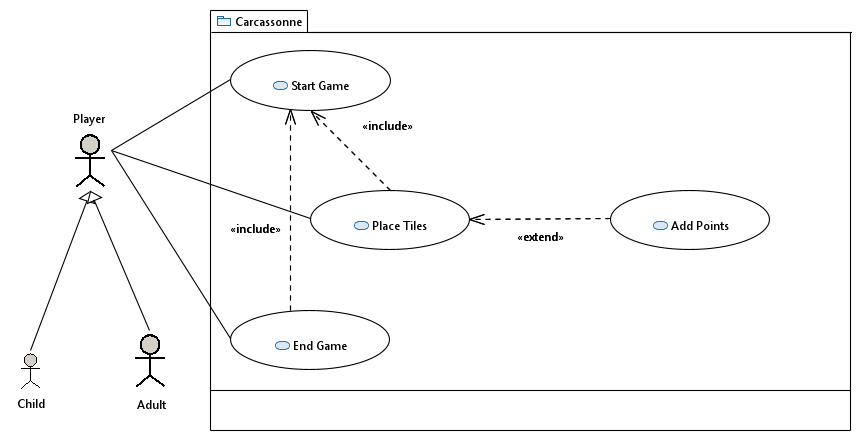 Carcassonne
Start Game
Player
«include»
Place Tiles
Add Points
«include»
«extend»
End Game
Child
Adult